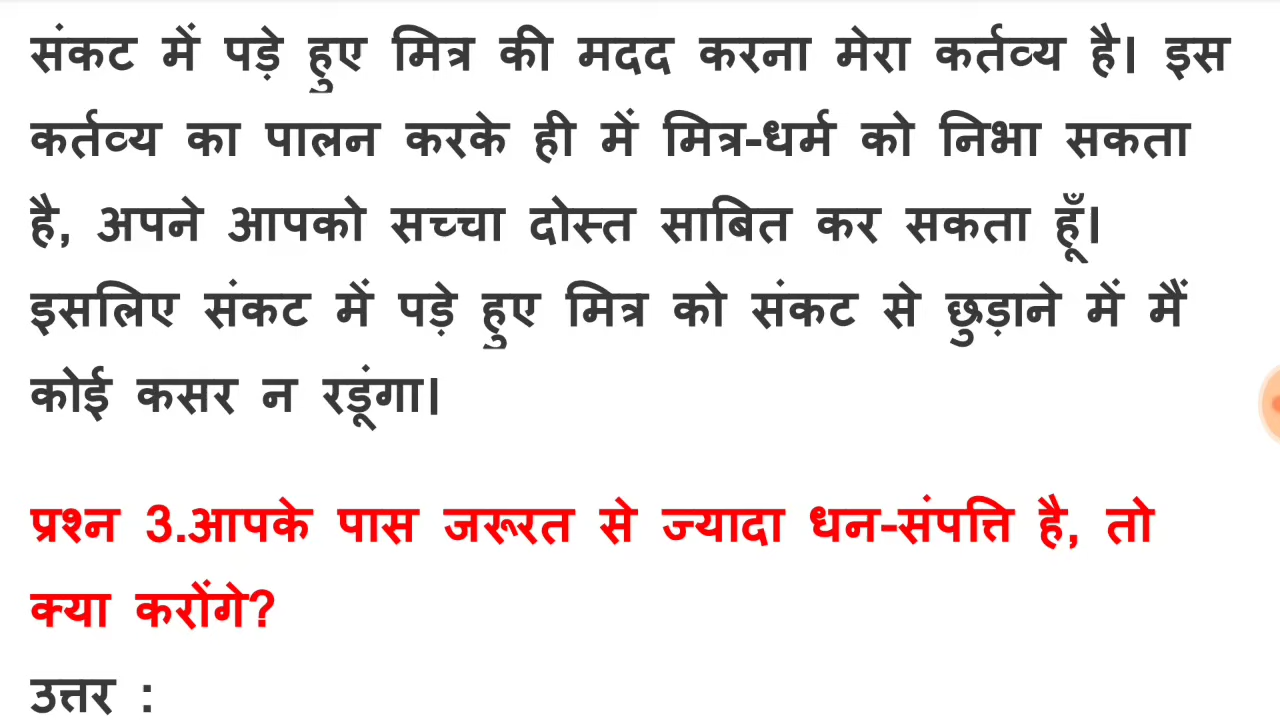 संकट में पड़े हुए मित्र की मदद करना मेरा कर्तव्य है। इस
कर्तव्य का पालन करके ही में मित्र-धर्म को निभा सकता
है, अपने आपको सच्चा दोस्त साबित कर सकता हूँ।
इसलिए संकट में पड़े हुए मित्र को संकट से छुड़ाने में मैं
कोई कसर न रडूंगा।
प्रश्न 3.आपके पास जरूरत से ज्यादा धन-संपत्ति है, तो
क्या करोंगे?
उत्तर :